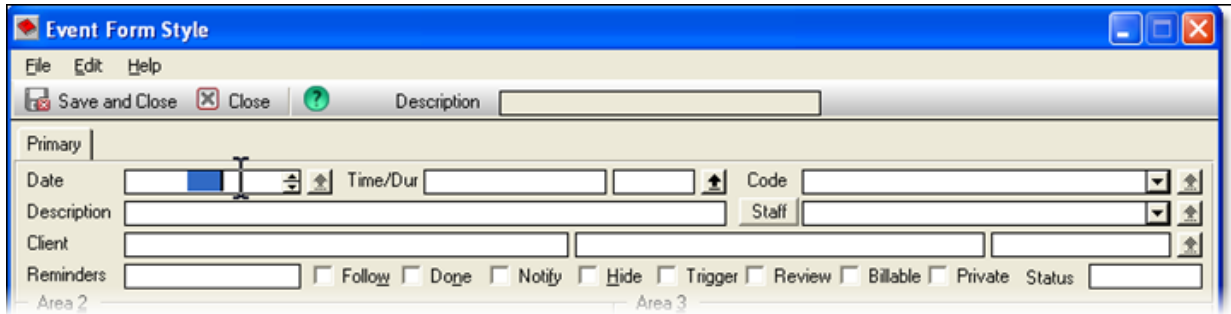 Event Form Style
File Edit Help
Save and Close Close ? Description
Primary
Date Time/Dur Code
Description Staff
Client
Reminders Follow Done Notify Hide Trigger Review Billable Private Status
Area 2 Area 3